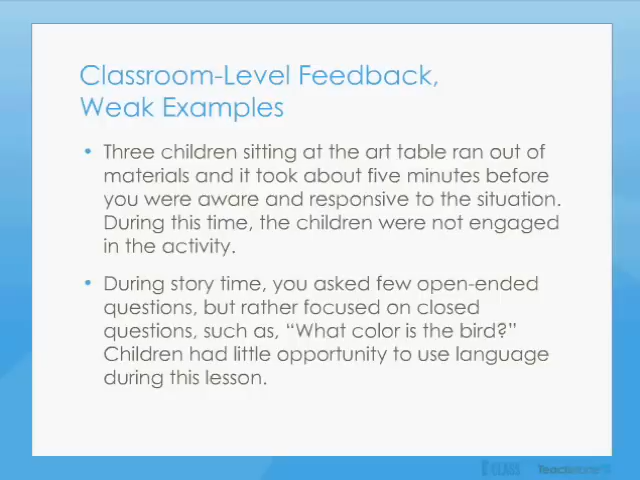 Classroom-Level Feedback,
Weak Examples
• Three children sitting at the art table ran out of
materials and it took about five minutes before
you were aware and responsive to the situation.
During this time, the children were not engaged
in the activity.
• During story time, you asked few open-ended
questions, but rather focused on closed
questions, such as, “What color is the bird?”
Children had little opportunity to use language
during this lesson.
CLASS